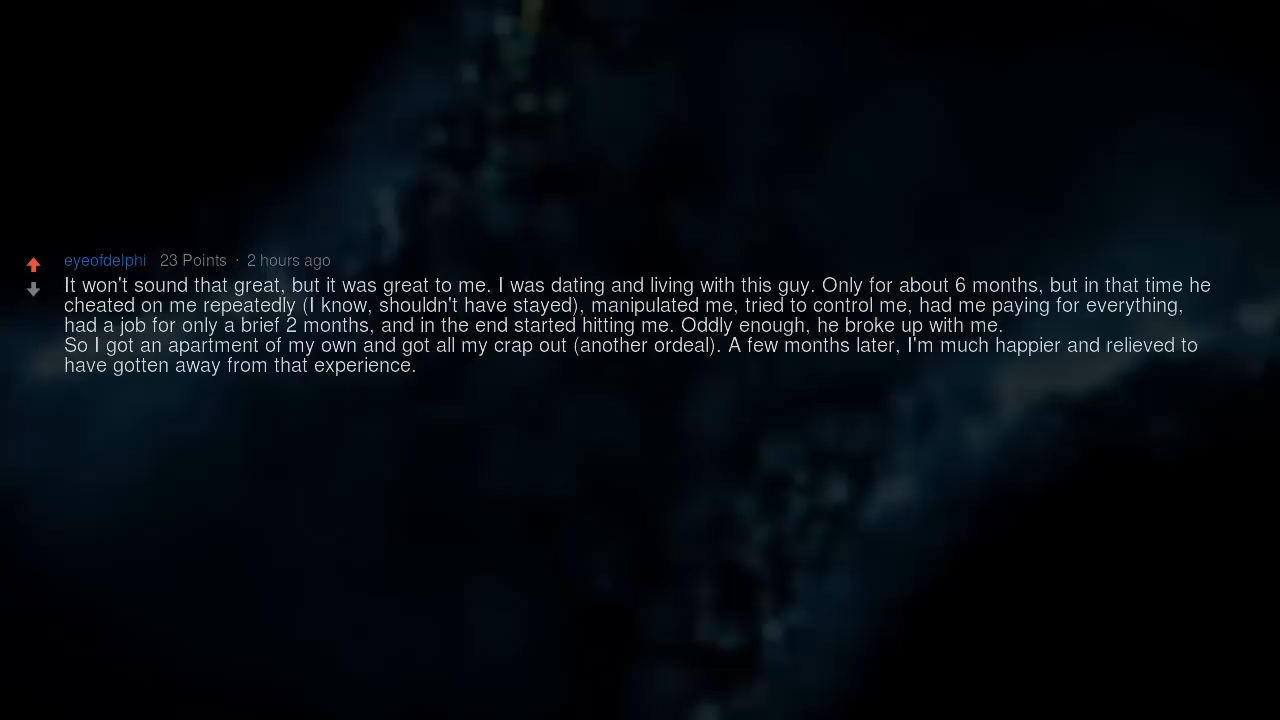 eyeofdelphi 23 Points · 2 hours ago
It won't sound that great, but it was great to me. I was dating and living with this guy. Only for about 6 months, but in that time he
cheated on me repeatedly (I know, shouldn't have stayed), manipulated me, tried to control me, had me paying for everything,
had a job for only a brief 2 months, and in the end started hitting me. Oddly enough, he broke up with me.
So I got an apartment of my own and got all my crap out (another ordeal). A few months later, I'm much happier and relieved to
have gotten away from that experience.